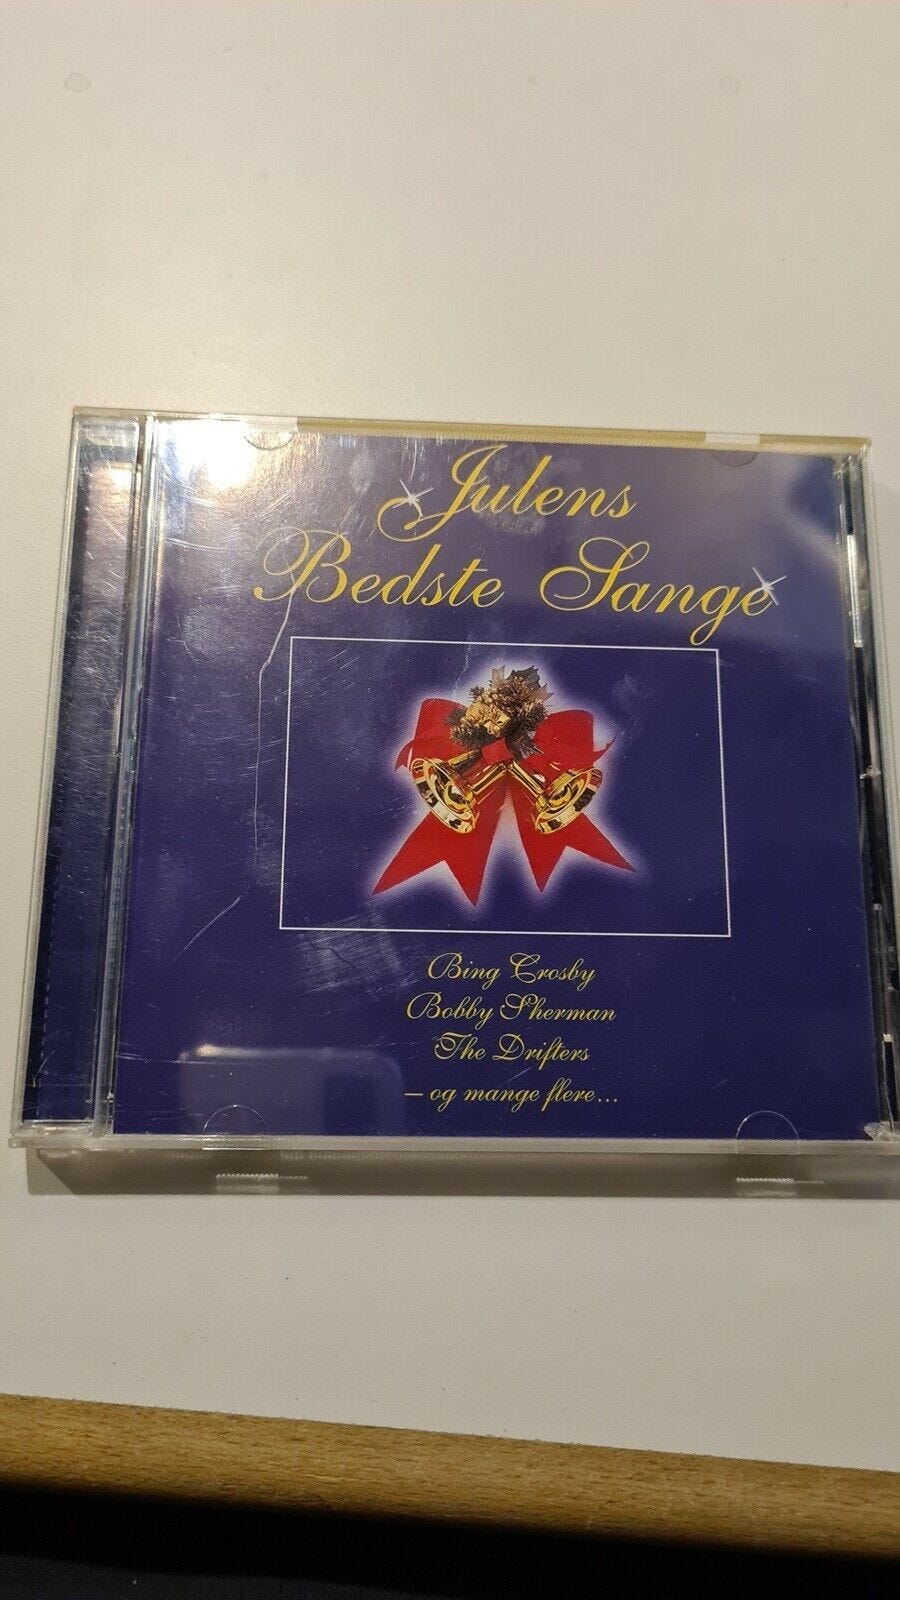 Julens
Bedste Sange
Bing Crosby
Bobby Sherman
The Drifters
– og mange flere...